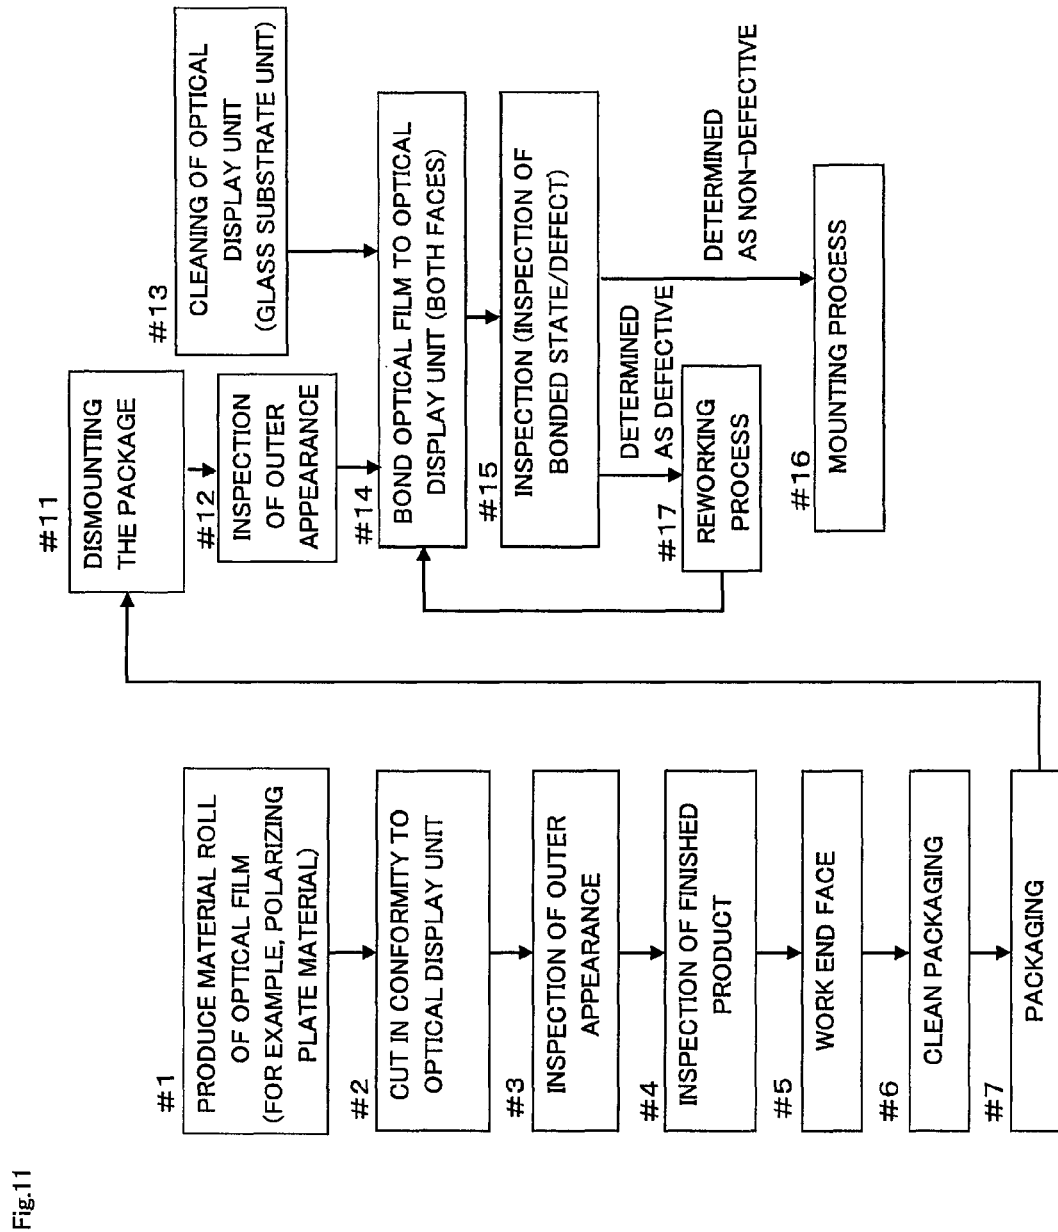 Fig.11
#1
PRODUCE MATERIAL ROLL
OF OPTICAL FILM
(FOR EXAMPLE, POLARIZING
PLATE MATERIAL)
#2
CUT IN CONFORMITY TO
OPTICAL DISPLAY UNIT
#3
INSPECTION OF OUTER
APPEARANCE
#4
INSPECTION OF FINISHED
PRODUCT
#5
WORK END FACE
#6
CLEAN PACKAGING
#7
PACKAGING
#11
DISMOUNTING
THE PACKAGE
#12
INSPECTION
OF OUTER
APPEARANCE
#13
CLEANING OF OPTICAL
DISPLAY UNIT
(GLASS SUBSTRATE UNIT)
#14
BOND OPTICAL FILM TO OPTICAL
DISPLAY UNIT (BOTH FACES)
#15
INSPECTION (INSPECTION OF
BONDED STATE/DEFECT)
DETERMINED
AS DEFECTIVE
DETERMINED
AS NON-DEFECTIVE
#17
REWORKING
PROCESS
#16
MOUNTING PROCESS